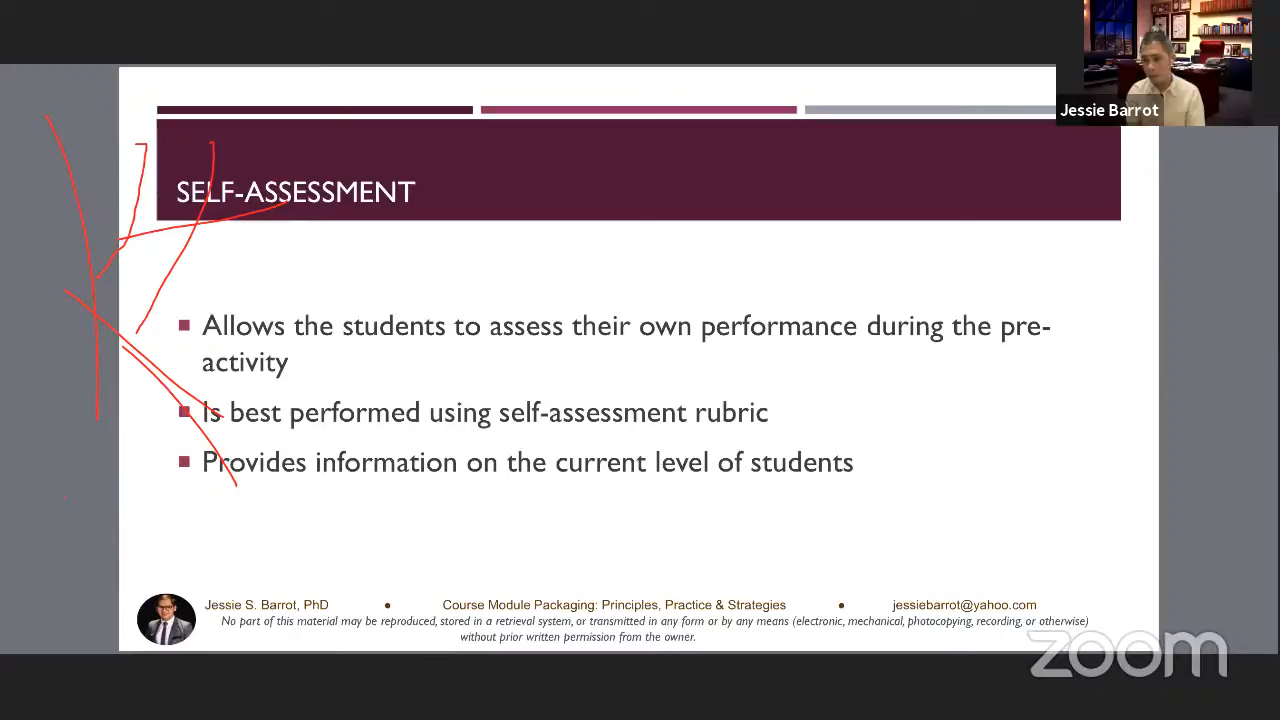 Jessie Barrot
SELF-ASSESSMENT
Allows the students to assess their own performance during the pre-
activity
Is best performed using self-assessment rubric
Provides information on the current level of students
Jessie S. Barrot, PhD ● Course Module Packaging: Principles, Practice & Strategies ● jessiebarrot@yahoo.com
No part of this material may be reproduced, stored in a retrieval system, or transmitted in any form or by any means (electronic, mechanical, photocopying, recording, or otherwise)
without prior written permission from the owner.
zoom